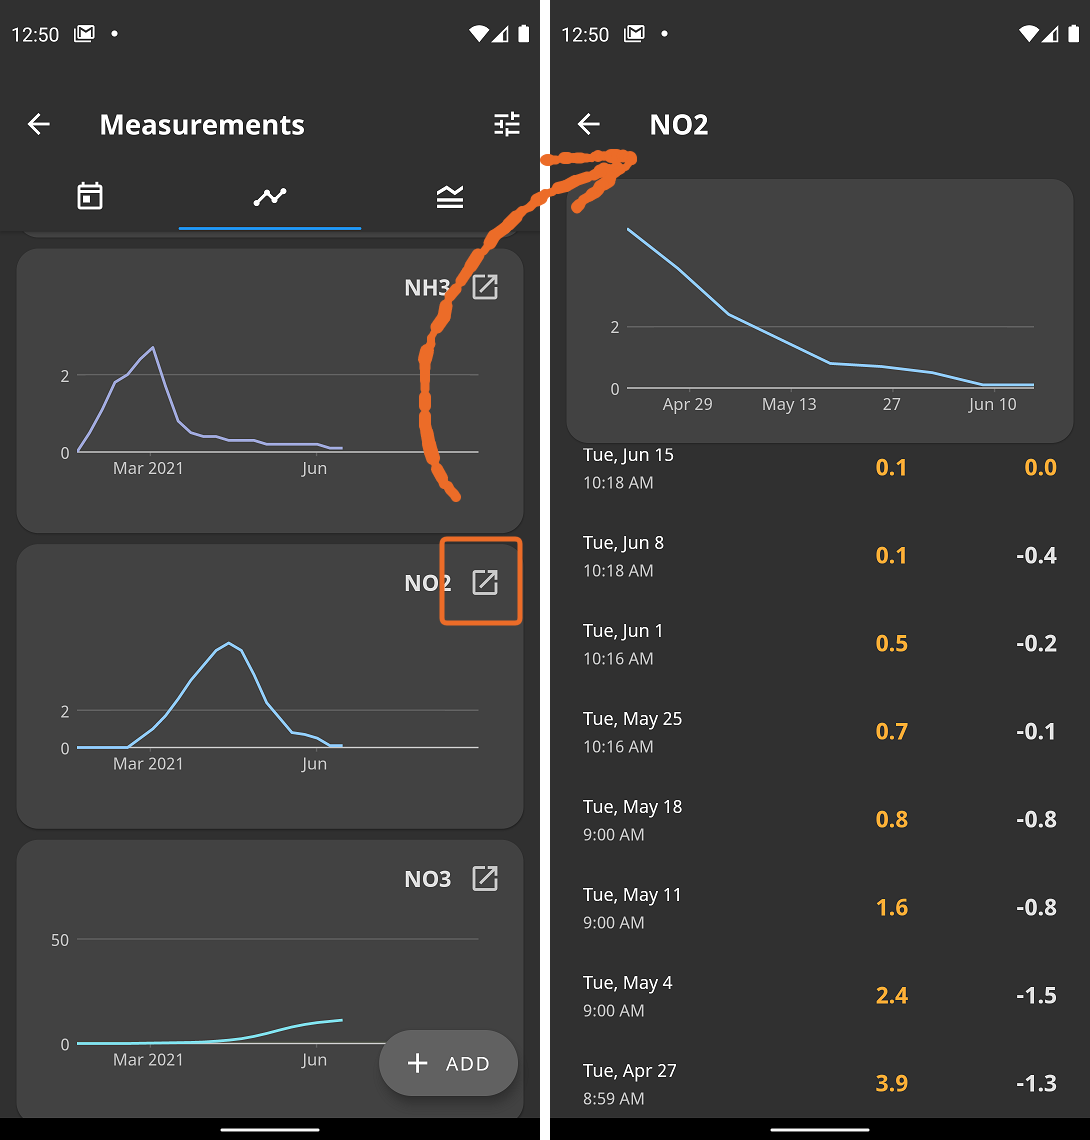 12:50
Measurements
NH3
2
0
Mar 2021 Jun
NO2
2
0
Mar 2021 Jun
NO3
50
0
Mar 2021 Jun
+ ADD
12:50
NO2
2
0
Apr 29 May 13 27 Jun 10
Tue, Jun 15 0.1 0.0
10:18 AM
Tue, Jun 8 0.1 -0.4
10:18 AM
Tue, Jun 1 0.5 -0.2
10:16 AM
Tue, May 25 0.7 -0.1
10:16 AM
Tue, May 18 0.8 -0.8
9:00 AM
Tue, May 11 1.6 -0.8
9:00 AM
Tue, May 4 2.4 -1.5
9:00 AM
Tue, Apr 27 3.9 -1.3
8:59 AM